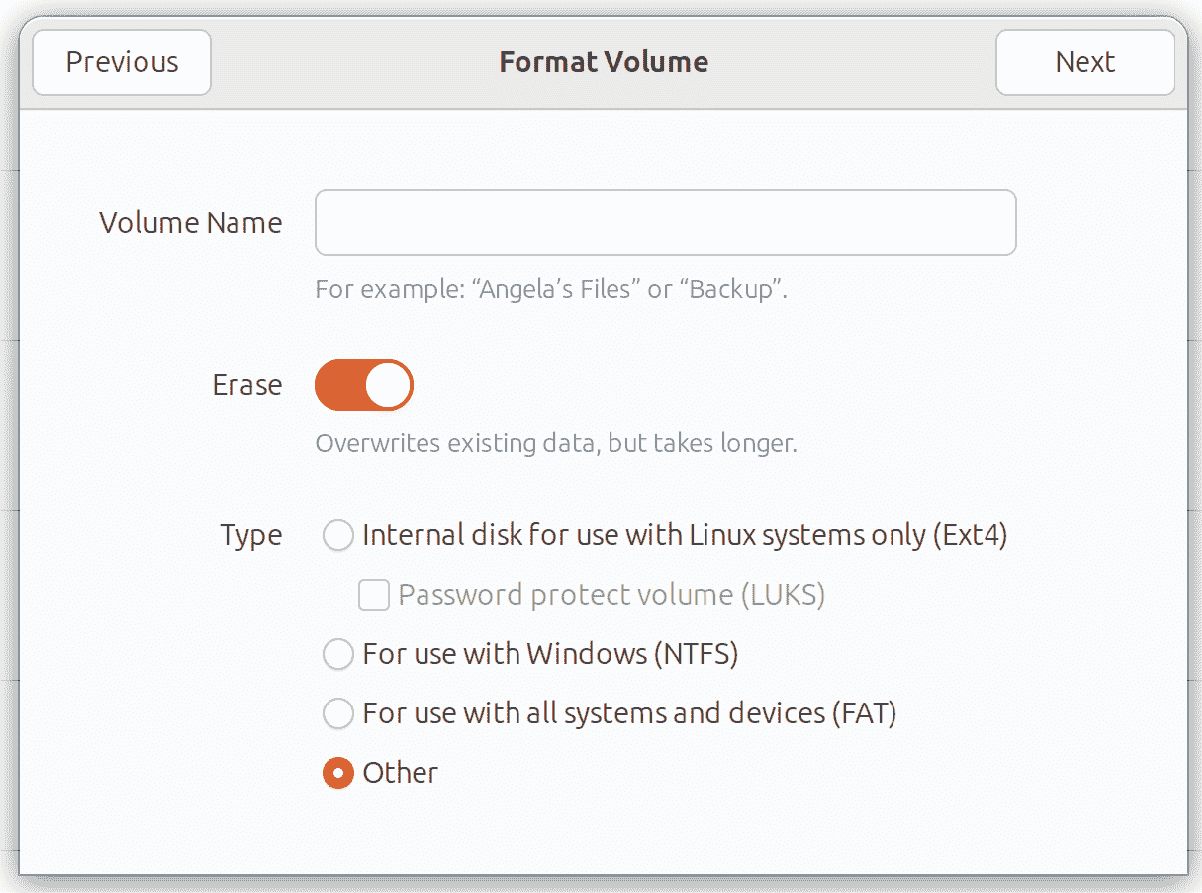 Previous
Format Volume
Next
Volume Name
For example: “Angela’s Files” or “Backup”.
Erase
Overwrites existing data, but takes longer.
Type
Internal disk for use with Linux systems only (Ext4)
Password protect volume (LUKS)
For use with Windows (NTFS)
For use with all systems and devices (FAT)
Other